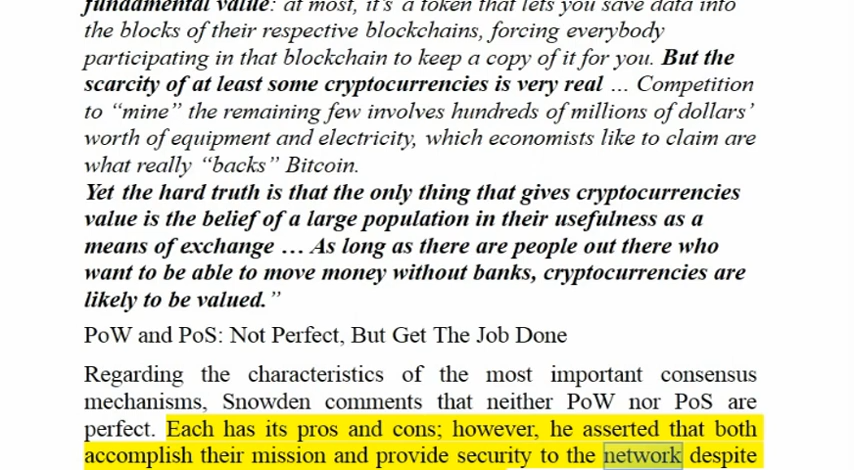 fundamental value: at most, it's a token that lets you save data into
the blocks of their respective blockchains, forcing everybody
participating in that blockchain to keep a copy of it for you. But the
scarcity of at least some cryptocurrencies is very real ... Competition
to “mine” the remaining few involves hundreds of millions of dollars’
worth of equipment and electricity, which economists like to claim are
what really “backs” Bitcoin.
Yet the hard truth is that the only thing that gives cryptocurrencies
value is the belief of a large population in their usefulness as a
means of exchange ... As long as there are people out there who
want to be able to move money without banks, cryptocurrencies are
likely to be valued.”
PoW and PoS: Not Perfect, But Get The Job Done
Regarding the characteristics of the most important consensus
mechanisms, Snowden comments that neither PoW nor PoS are
perfect. Each has its pros and cons; however, he asserted that both
accomplish their mission and provide security to the network despite